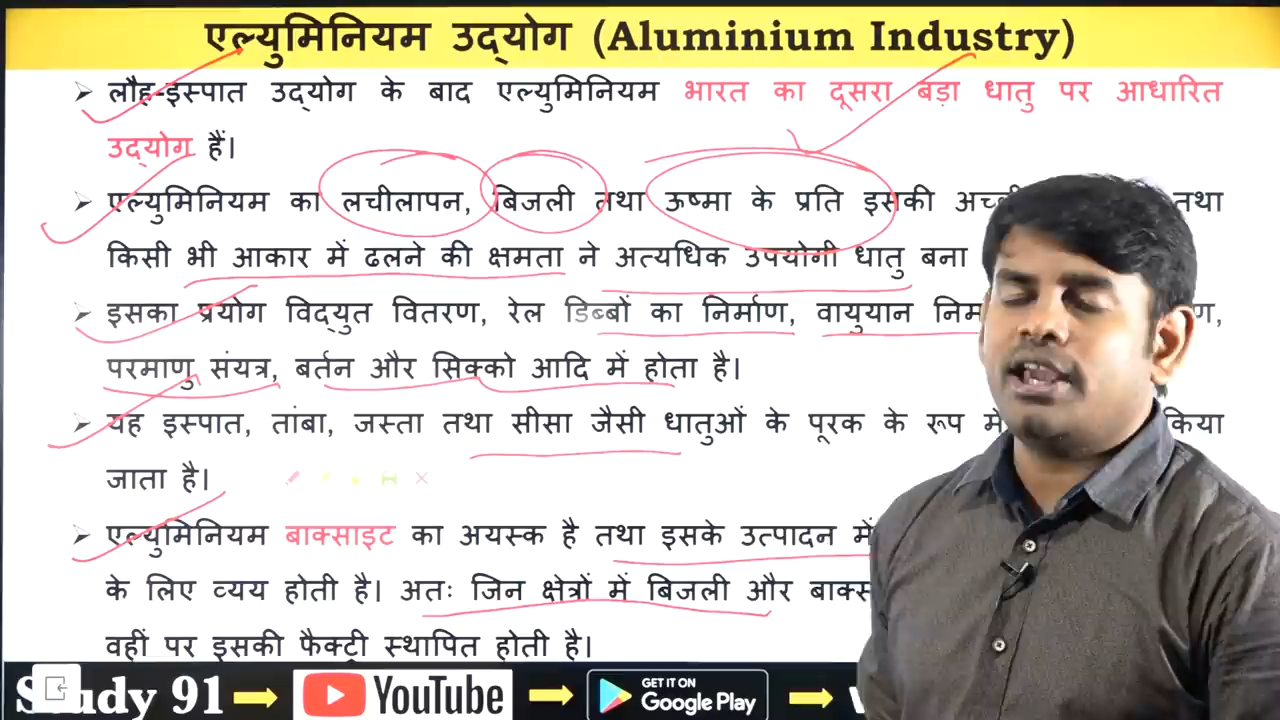 एल्युमिनियम उद्योग (Aluminium Industry)
लौह-इस्पात उद्योग के बाद एल्युमिनियम भारत का दूसरा बड़ा धातु पर आधारित
उद्योग हैं।
एल्युमिनियम का लचीलापन, बिजली तथा ऊष्मा के प्रति इसकी तथा
किसी भी आकार में ढलने की क्षमता ने अत्यधिक उपयोगी धातु बना
इसका प्रयोग विद्युत वितरण, रेल डिब्बों का निर्माण, वायुयान
परमाणु संयत्र, बर्तन और सिक्को आदि में होता है।
यह इस्पात, तांबा, जस्ता तथा सीसा जैसी धातुओं के पूरक के रूप में किया
जाता है।
एल्युमिनियम बाक्साइट का अयस्क है तथा इसके उत्पादन में
के लिए व्यय होती है। अतः जिन क्षेत्रों में बिजली और
वहीं पर इसकी फैक्ट्री स्थापित होती है।
Study 91 YouTube GET IT ON Google Play